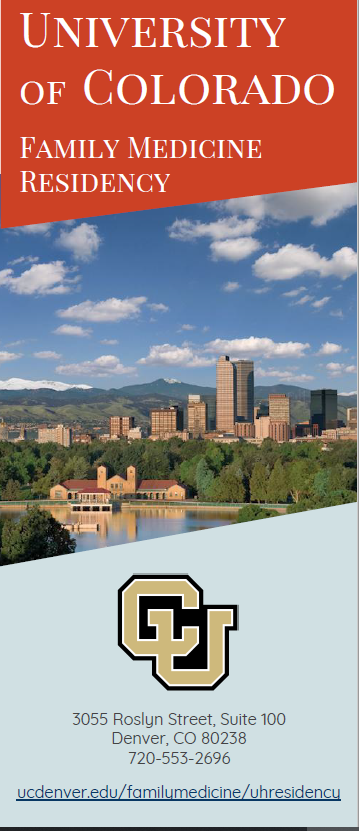 University
of Colorado
Family Medicine
Residency
CU
3055 Roslyn Street, Suite 100
Denver, CO 80238
720-553-2696
ucdenver.edu/familymedicine/uhresidency